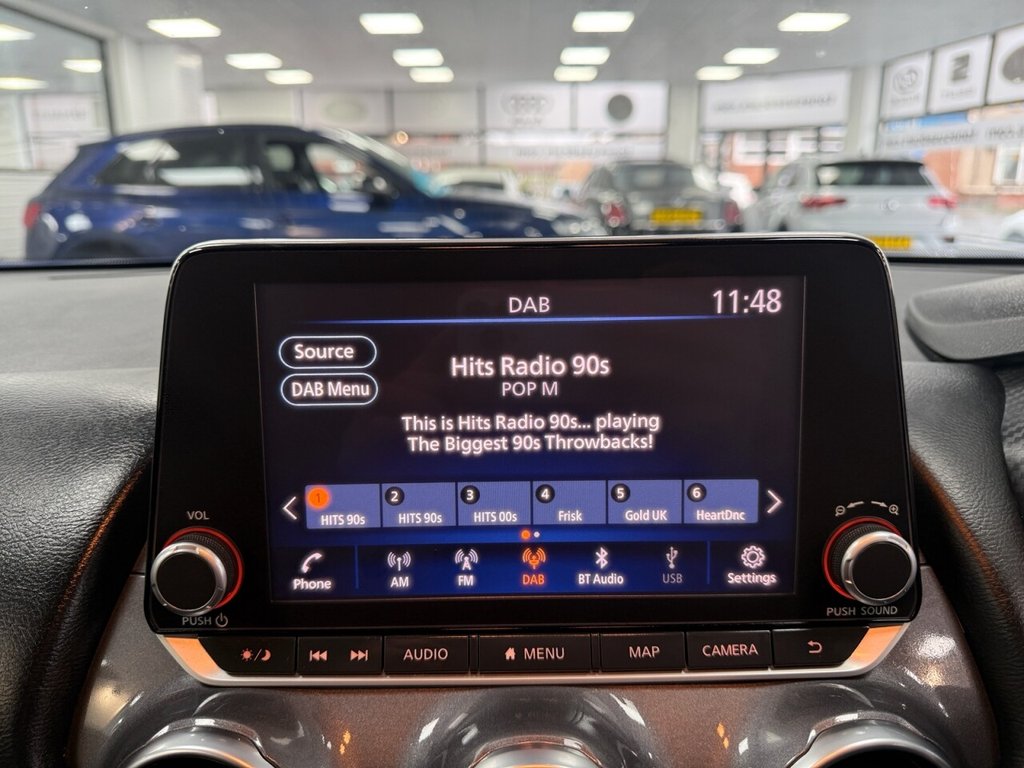 DAB
11:48
Source
DAB Menu
Hits Radio 90s
POP M
This is Hits Radio 90s... playing
The Biggest 90s Throwbacks!
1 2 3 4 5 6
HITS 90s HITS 90s HITS 00s Frisk Gold UK HeartDnc
Phone AM FM DAB BT Audio USB Settings
VOL
PUSH
PUSH SOUND
AUDIO MENU MAP CAMERA